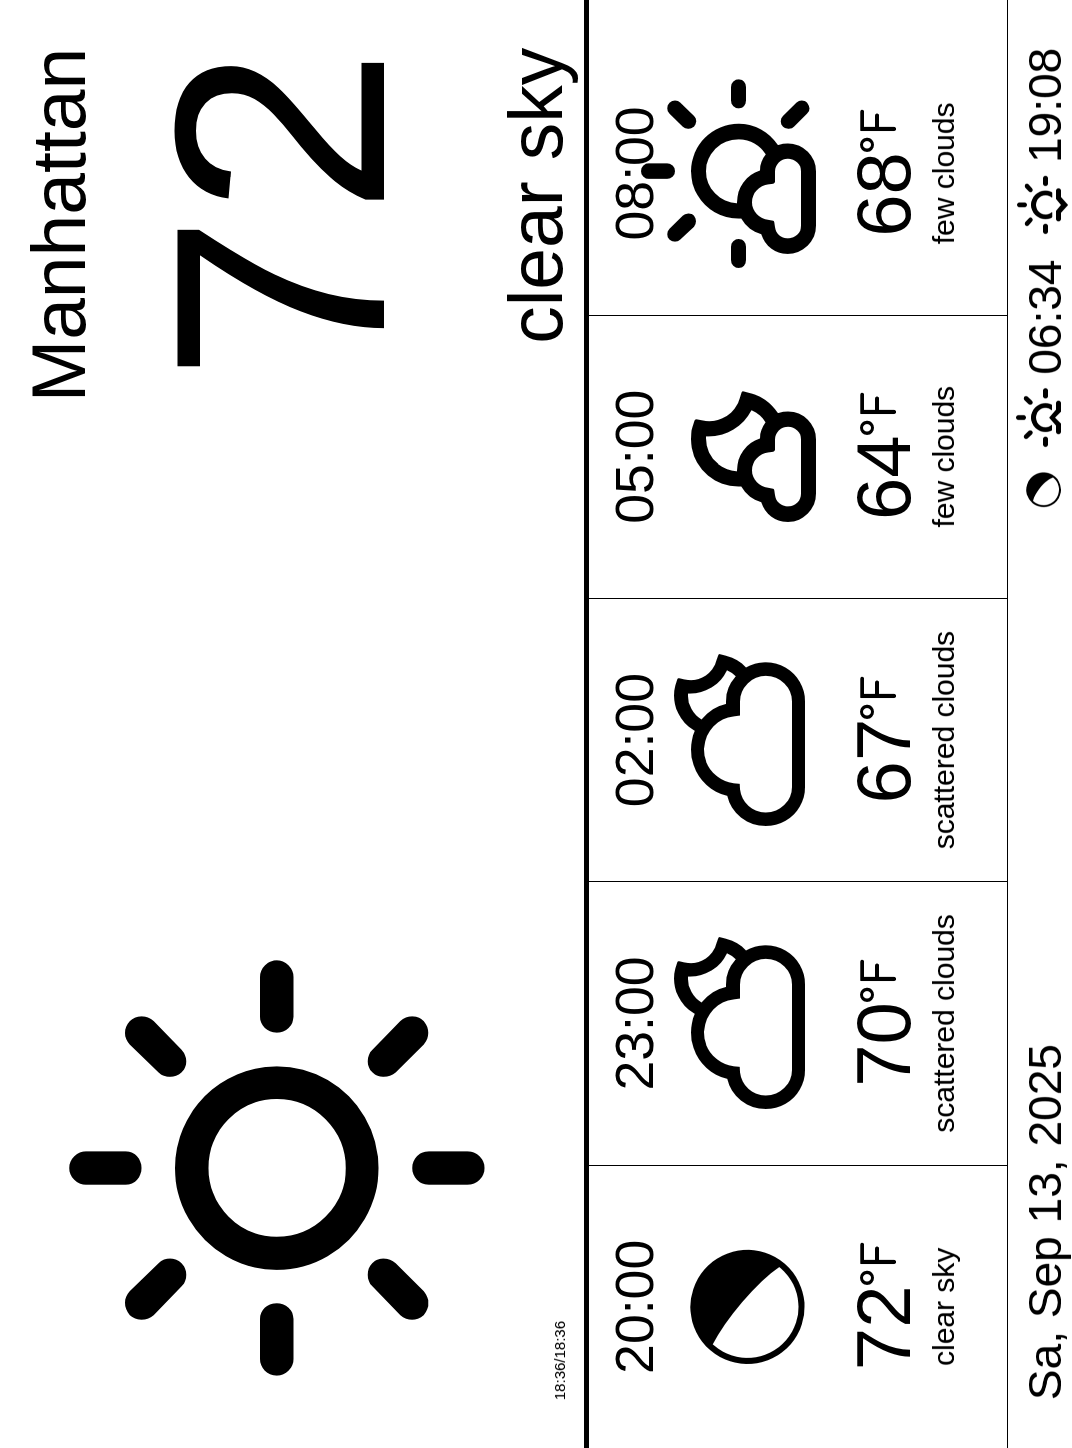 Manhattan
72
clear sky
18:36/18:36
20:00
72°F
clear sky
23:00
70°F
scattered clouds
02:00
67°F
scattered clouds
05:00
64°F
few clouds
08:00
68°F
few clouds
Sa, Sep 13, 2025
06:34
19:08